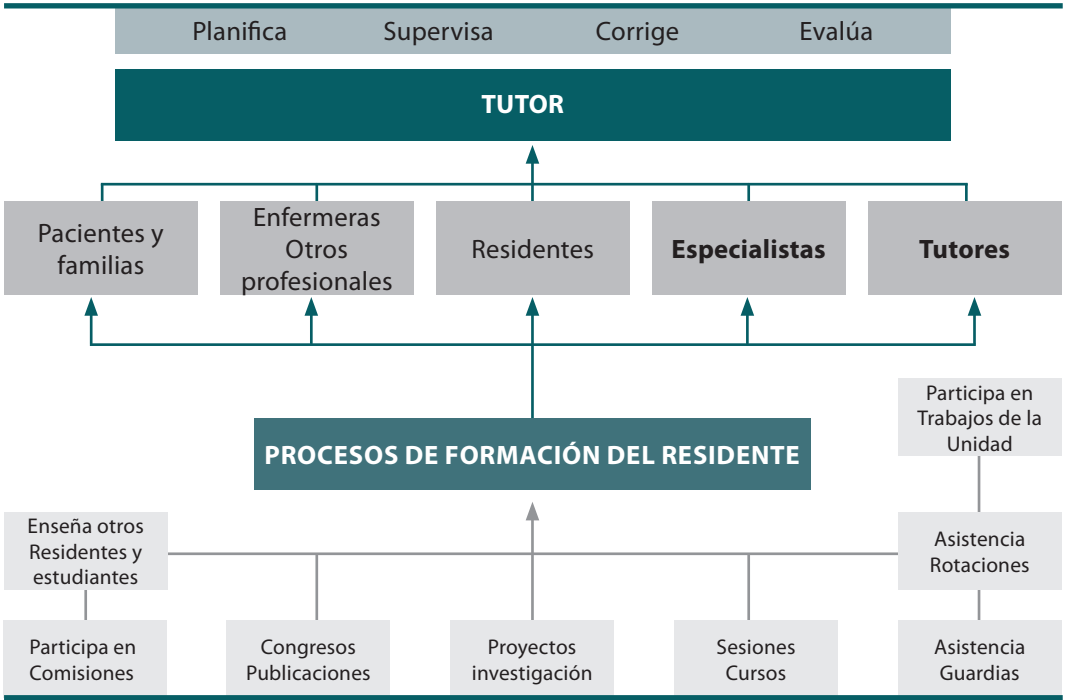 Planifica Supervisa Corrige Evalúa
TUTOR
Pacientes y
familias
Enfermeras
Otros
profesionales
Residentes
Especialistas
Tutores
Participa en
Trabajos de la
Unidad
PROCESOS DE FORMACIÓN DEL RESIDENTE
Enseña otros
Residentes y
estudiantes
Asistencia
Rotaciones
Participa en
Comisiones
Congresos
Publicaciones
Proyectos
investigación
Sesiones
Cursos
Asistencia
Guardias